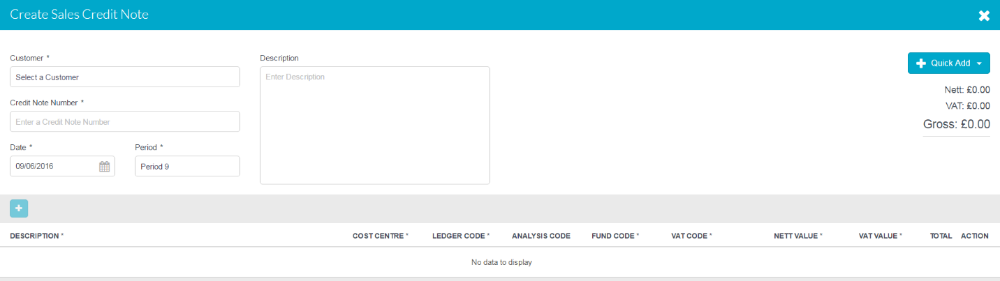 Create Sales Credit Note
Customer *
Select a Customer
Credit Note Number *
Enter a Credit Note Number
Date *
Period *
09/06/2016
Period 9
Description
Enter Description
Quick Add
Nett: £0.00
VAT: £0.00
Gross: £0.00
DESCRIPTION * COST CENTRE * LEDGER CODE * ANALYSIS CODE FUND CODE * VAT CODE * NETT VALUE * VAT VALUE * TOTAL ACTION
No data to display